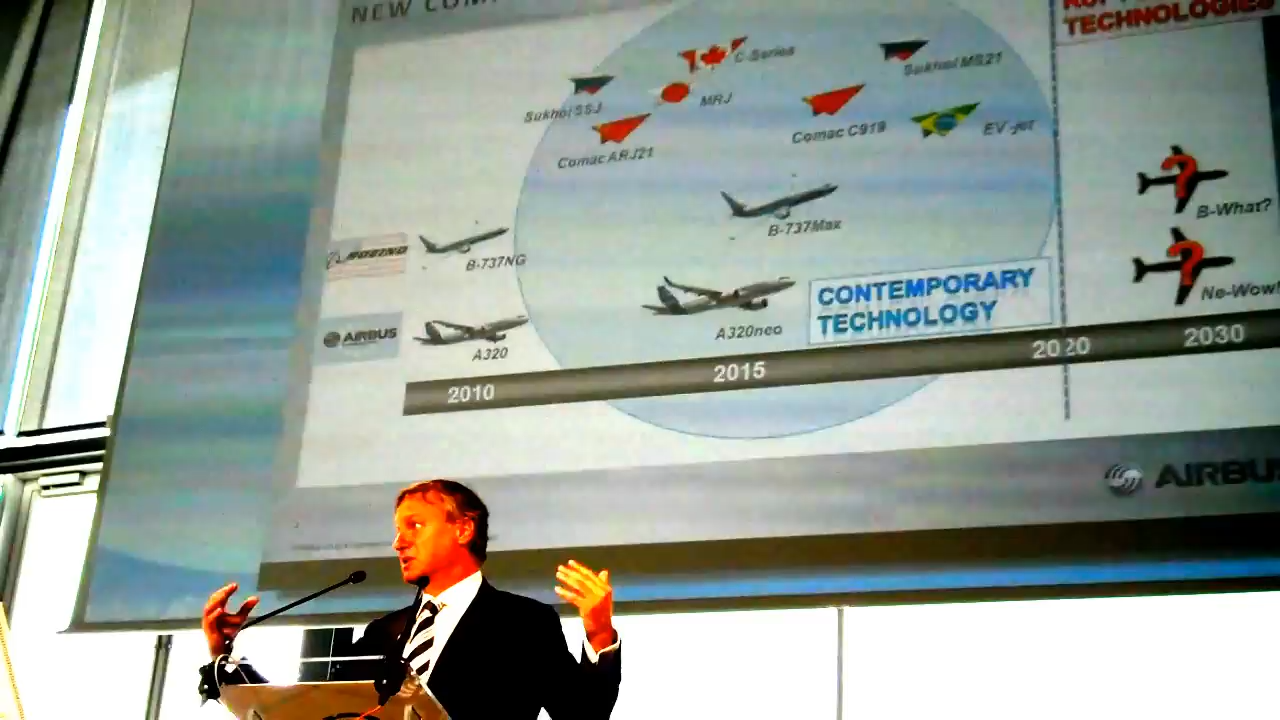 NEW
TECHNOLOGIES
C-Series
Sukhoi MS21
Sukhoi SSJ
MRJ
Comac C919
EV-jet
Comac ARJ21
B-What?
B-737Max
BOEING
B-737NG
Ne-Wow!
CONTEMPORARY
TECHNOLOGY
AIRBUS
A320
A320neo
2010
2015
2020
2030
AIRBUS